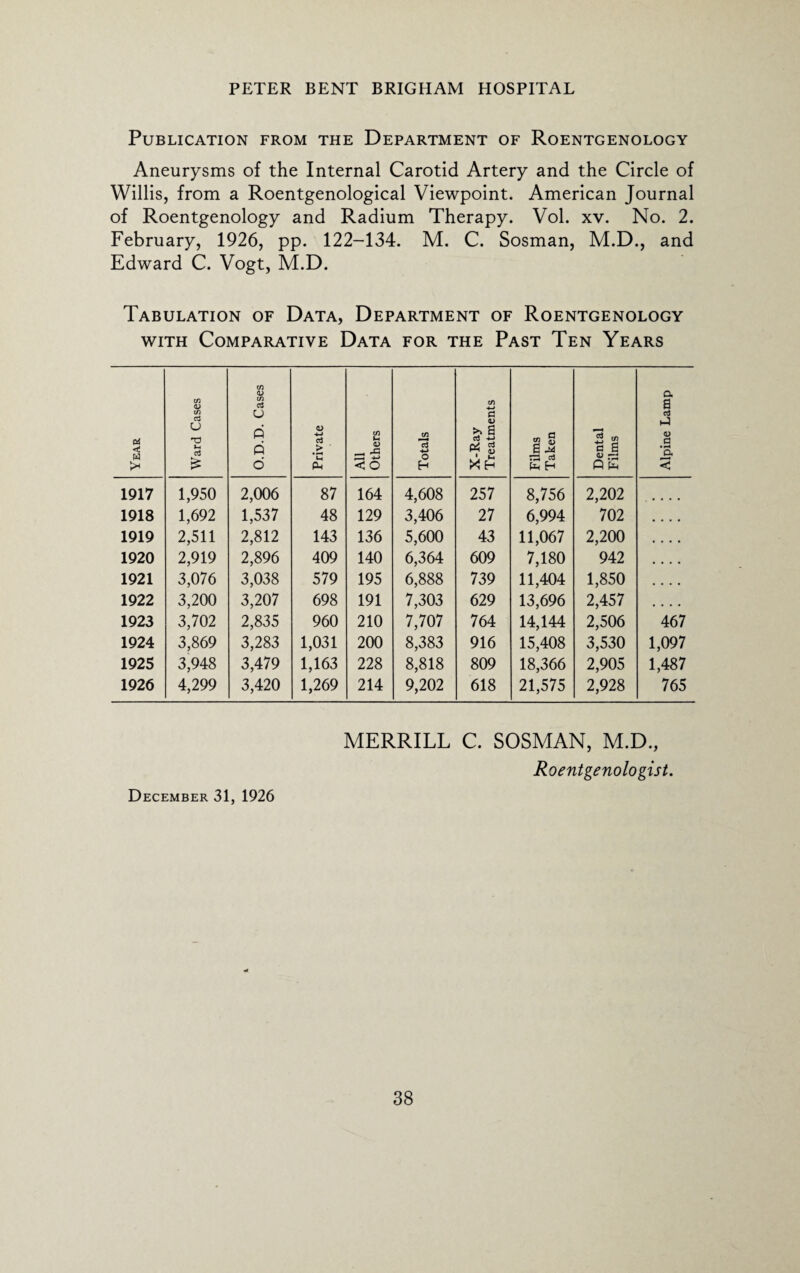 PETER BENT BRIGHAM HOSPITAL
Publication from the Department of Roentgenology
Aneurysms of the Internal Carotid Artery and the Circle of
Willis, from a Roentgenological Viewpoint. American Journal
of Roentgenology and Radium Therapy. Vol. xv. No. 2.
February, 1926, pp. 122–134. M. C. Sosman, M.D., and
Edward C. Vogt, M.D.
Tabulation of Data, Department of Roentgenology
with Comparative Data for the Past Ten Years
Year | Ward Cases | O.D.D. Cases | Private | All Others | Totals | X-Ray Treatments | Films Taken | Dental Films | Alpine Lamp
1917 | 1,950 | 2,006 | 87 | 164 | 4,608 | 257 | 8,756 | 2,202 | ....
1918 | 1,692 | 1,537 | 48 | 129 | 3,406 | 27 | 6,994 | 702 | ....
1919 | 2,511 | 2,812 | 143 | 136 | 5,600 | 43 | 11,067 | 2,200 | ....
1920 | 2,919 | 2,896 | 409 | 140 | 6,364 | 609 | 7,180 | 942 | ....
1921 | 3,076 | 3,038 | 579 | 195 | 6,888 | 739 | 11,404 | 1,850 | ....
1922 | 3,200 | 3,207 | 698 | 191 | 7,303 | 629 | 13,696 | 2,457 | ....
1923 | 3,702 | 2,835 | 960 | 210 | 7,707 | 764 | 14,144 | 2,506 | 467
1924 | 3,869 | 3,283 | 1,031 | 200 | 8,383 | 916 | 15,408 | 3,530 | 1,097
1925 | 3,948 | 3,479 | 1,163 | 228 | 8,818 | 809 | 18,366 | 2,905 | 1,487
1926 | 4,299 | 3,420 | 1,269 | 214 | 9,202 | 618 | 21,575 | 2,928 | 765
MERRILL C. SOSMAN, M.D.,
Roentgenologist.
December 31, 1926
38